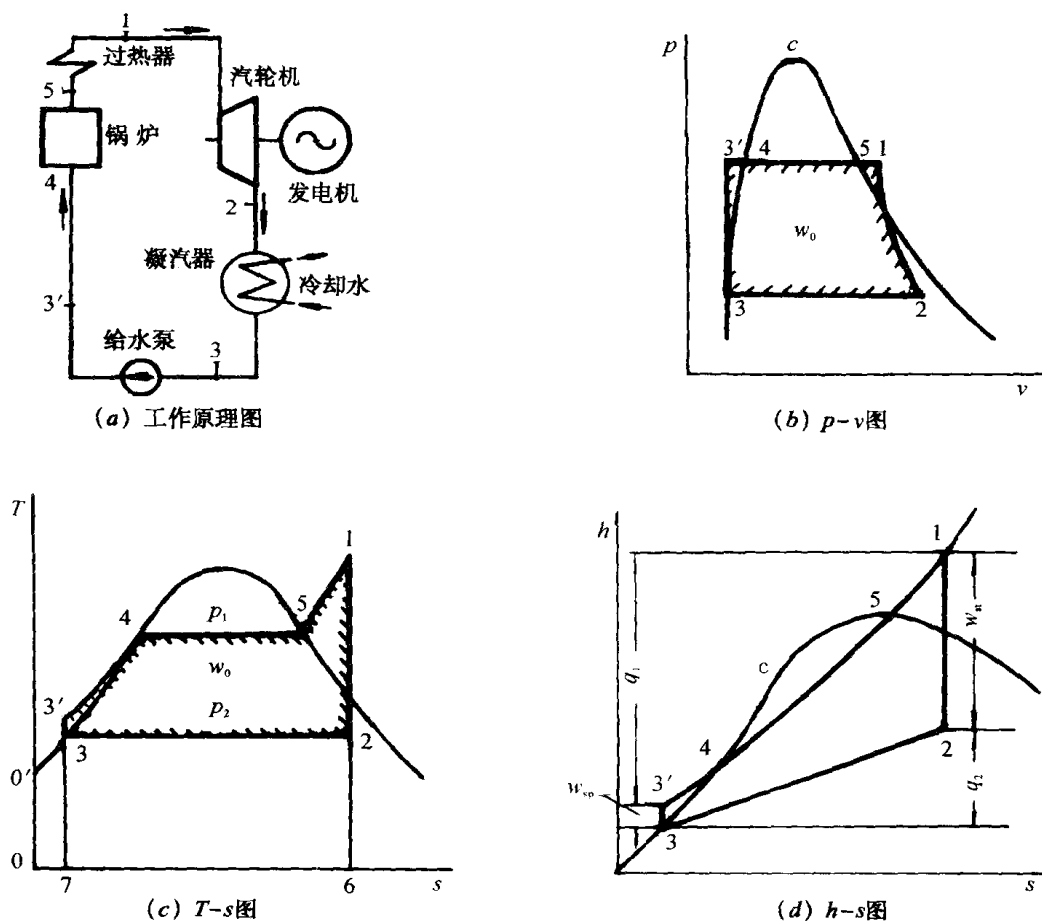 1
过热器
5
汽轮机
锅炉
4
发电机
2
凝汽器
冷却水
3′
给水泵
3
(a) 工作原理图
p
c
3′ 4 5 1
w₀
3 2
v
(b) p-v图
T
1
4 p₁ 5
w₀
3′ p₂
3 2
0′
0
7 6 s
(c) T-s图
h
1
5
wₛₜ
q₁
c
4 2
3′
wₛₚ q₂
3
s
(d) h-s图